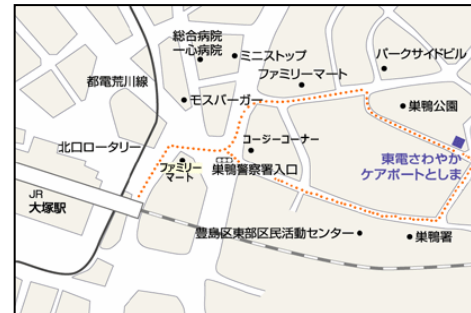 総合病院
一心病院
ミニストップ
パークサイドビル
ファミリーマート
都電荒川線
モスバーガー
巣鴨公園
北口ロータリー
コージーコーナー
東電さわやか
ケアポートとしま
ファミリー
マート
巣鴨警察署入口
JR
大塚駅
豊島区東部区民活動センター
巣鴨署